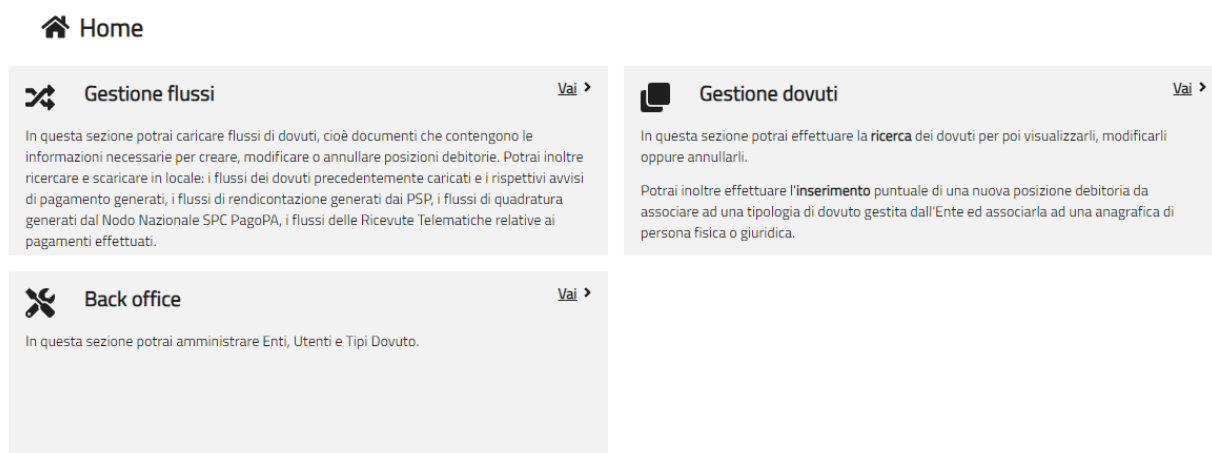 Home
Gestione flussi
Vai
In questa sezione potrai caricare flussi di dovuti, cioè documenti che contengono le
informazioni necessarie per creare, modificare o annullare posizioni debitorie. Potrai inoltre
ricercare e scaricare in locale: i flussi dei dovuti precedentemente caricati e i rispettivi avvisi
di pagamento generati, i flussi di rendicontazione generati dai PSP, i flussi di quadratura
generati dal Nodo Nazionale SPC PagoPA, i flussi delle Ricevute Telematiche relative ai
pagamenti effettuati.
Gestione dovuti
Vai
In questa sezione potrai effettuare la ricerca dei dovuti per poi visualizzarli, modificarli
oppure annullarli.
Potrai inoltre effettuare l'inserimento puntuale di una nuova posizione debitoria da
associare ad una tipologia di dovuto gestita dall'Ente ed associarla ad una anagrafica di
persona fisica o giuridica.
Back office
Vai
In questa sezione potrai amministrare Enti, Utenti e Tipi Dovuto.